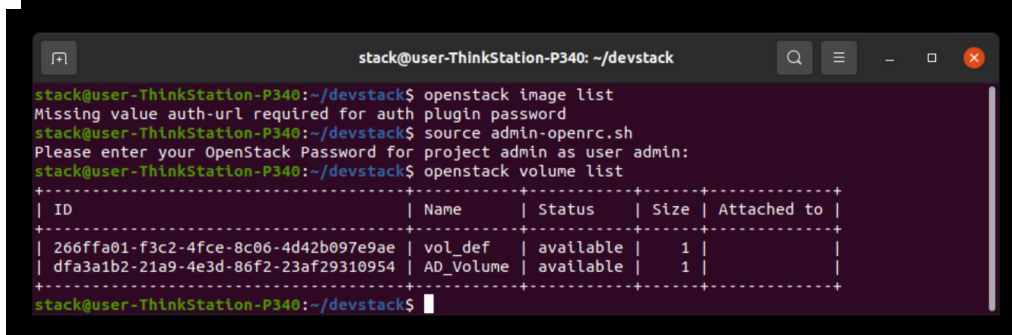 stack@user-ThinkStation-P340: ~/devstack
stack@user-ThinkStation-P340:~/devstack$ openstack image list
Missing value auth-url required for auth plugin password
stack@user-ThinkStation-P340:~/devstack$ source admin-openrc.sh
Please enter your OpenStack Password for project admin as user admin:
stack@user-ThinkStation-P340:~/devstack$ openstack volume list
+--------------------------------------+-----------+-----------+------+-------------+
| ID                                   | Name      | Status    | Size | Attached to |
+--------------------------------------+-----------+-----------+------+-------------+
| 266ffa01-f3c2-4fce-8c06-4d42b097e9ae | vol_def   | available |    1 |             |
| dfa3a1b2-21a9-4e3d-86f2-23af29310954 | AD_Volume | available |    1 |             |
+--------------------------------------+-----------+-----------+------+-------------+
stack@user-ThinkStation-P340:~/devstack$